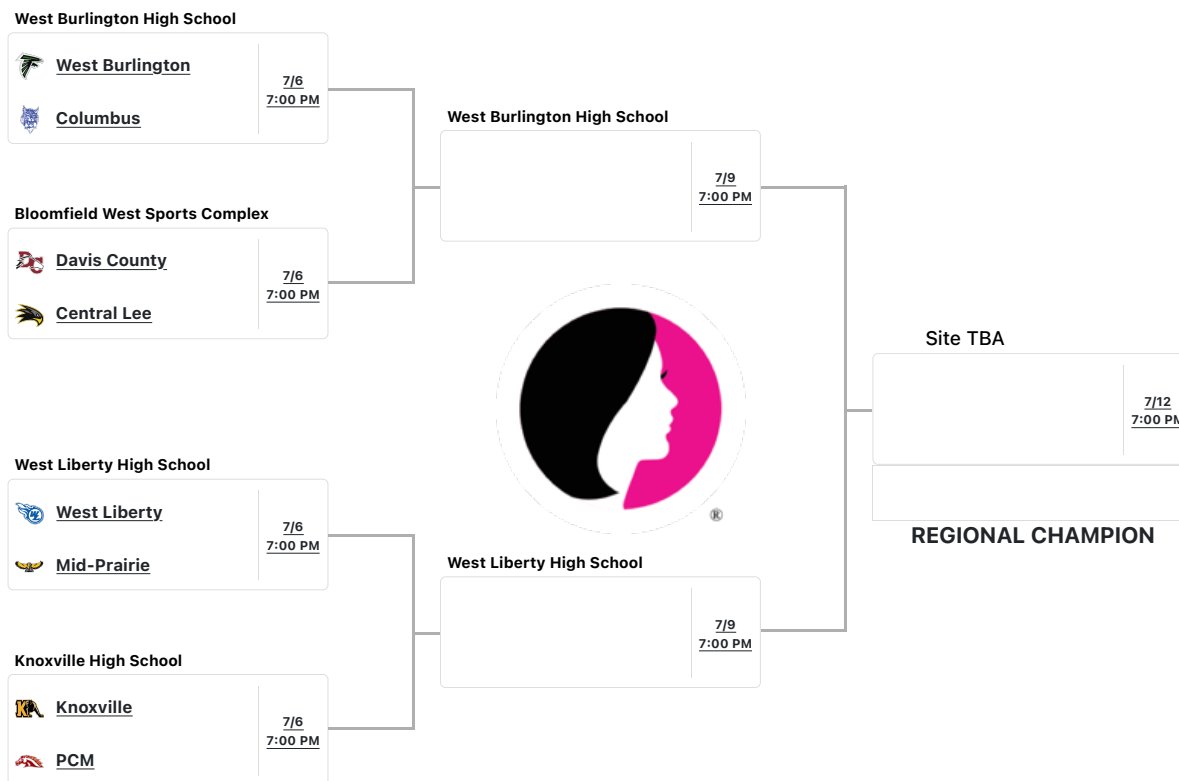 West Burlington High School
West Burlington
Columbus
7/6
7:00 PM
Bloomfield West Sports Complex
Davis County
Central Lee
7/6
7:00 PM
West Burlington High School
7/9
7:00 PM
West Liberty High School
West Liberty
Mid-Prairie
7/6
7:00 PM
Knoxville High School
Knoxville
PCM
7/6
7:00 PM
West Liberty High School
7/9
7:00 PM
®
Site TBA
7/12
7:00 PM
REGIONAL CHAMPION